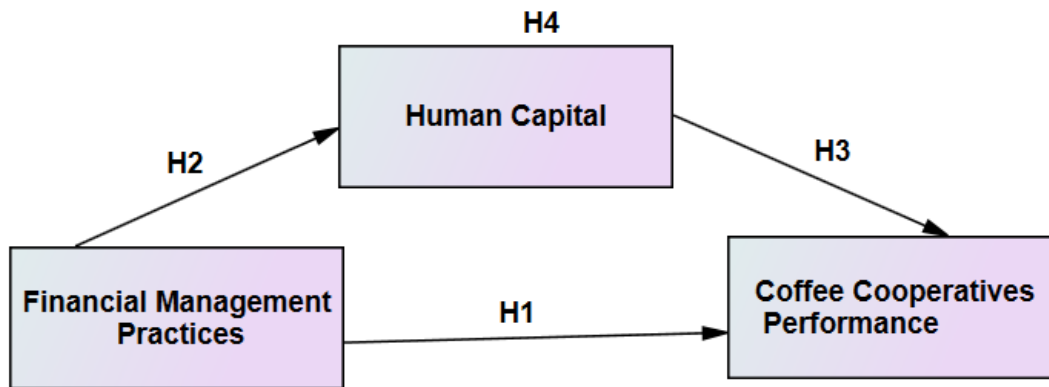 H4
Human Capital
H2
H3
Financial Management
Practices
H1
Coffee Cooperatives
Performance